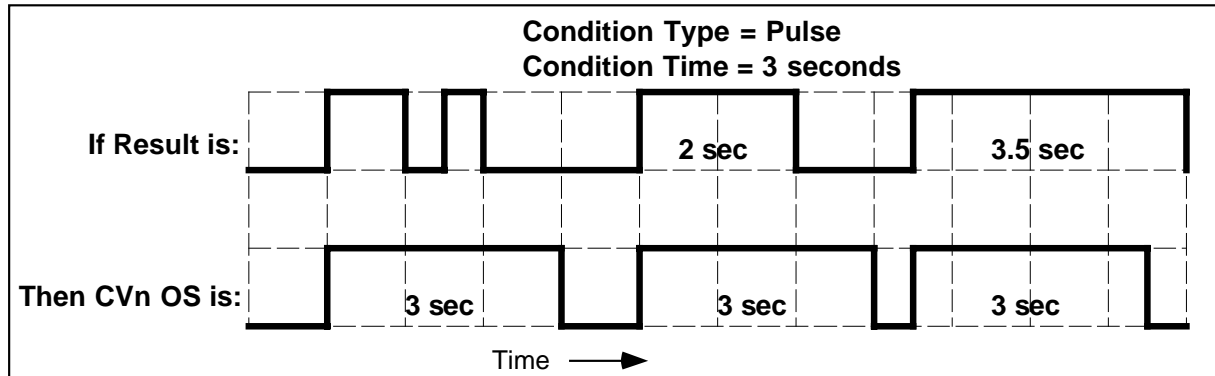 Condition Type = Pulse
Condition Time = 3 seconds
If Result is:
2 sec
3.5 sec
Then CVn OS is:
3 sec
3 sec
3 sec
Time